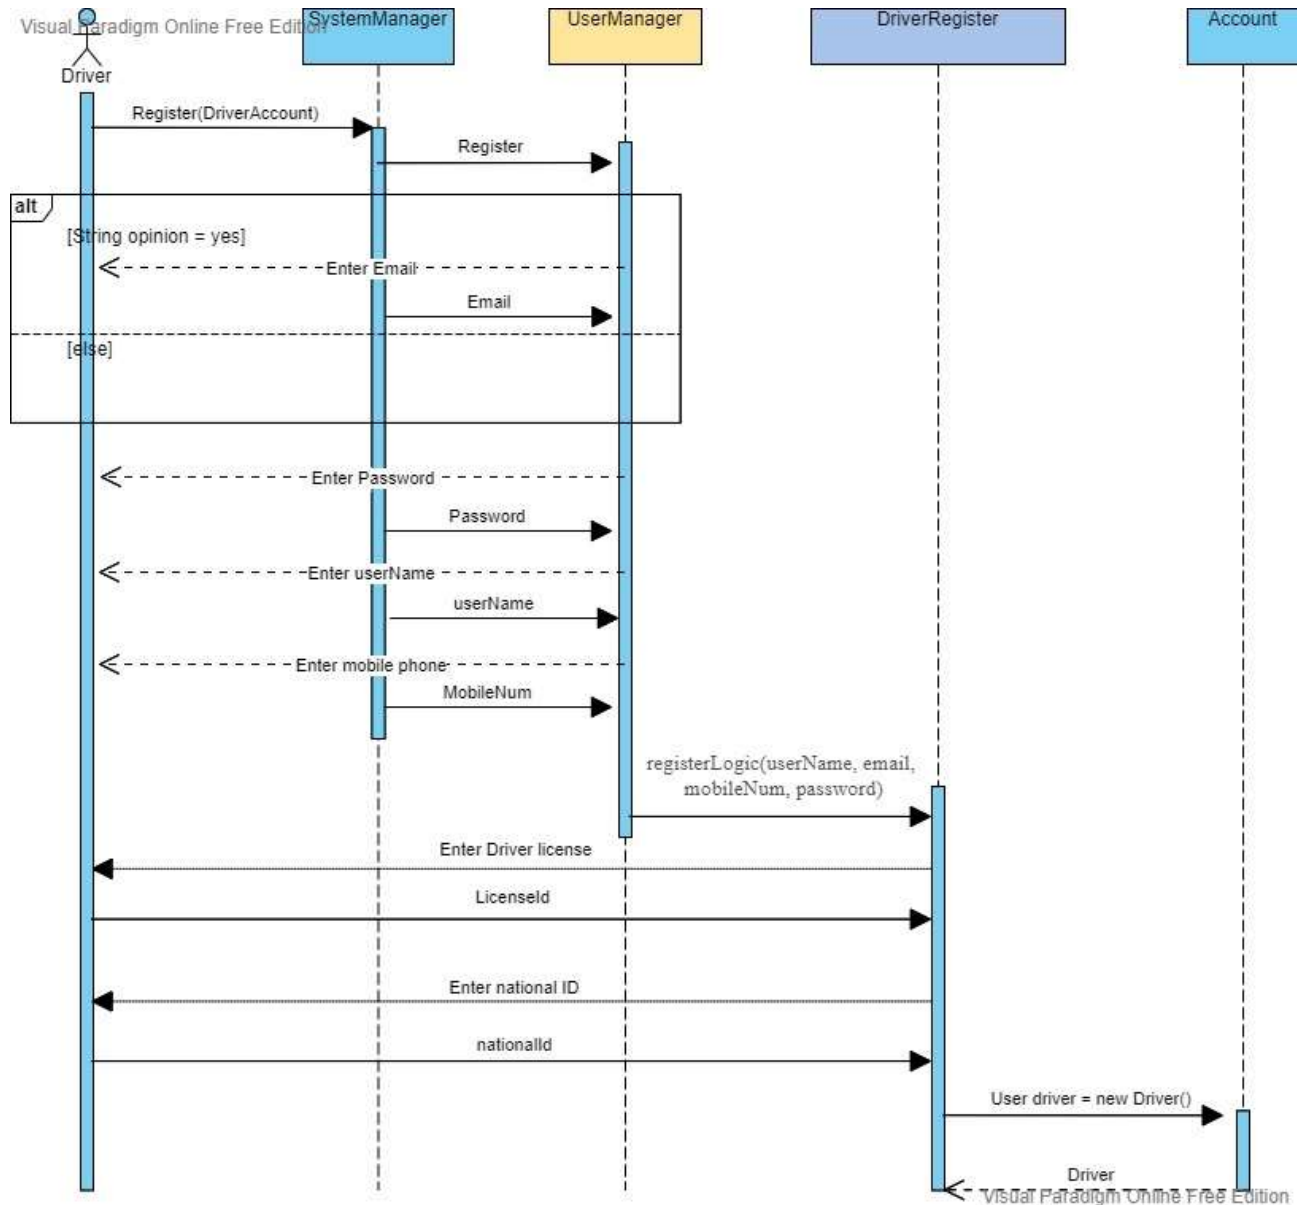 Visual Paradigm Online Free Edition
SystemManager
UserManager
DriverRegister
Account
Driver
Register(DriverAccount)
Register
alt
[String opinion = yes]
Enter Email
Email
[else]
Enter Password
Password
Enter userName
userName
Enter mobile phone
MobileNum
registerLogic(userName, email,
mobileNum, password)
Enter Driver license
LicenseId
Enter national ID
nationalId
User driver = new Driver()
Driver
Visual Paradigm Online Free Edition